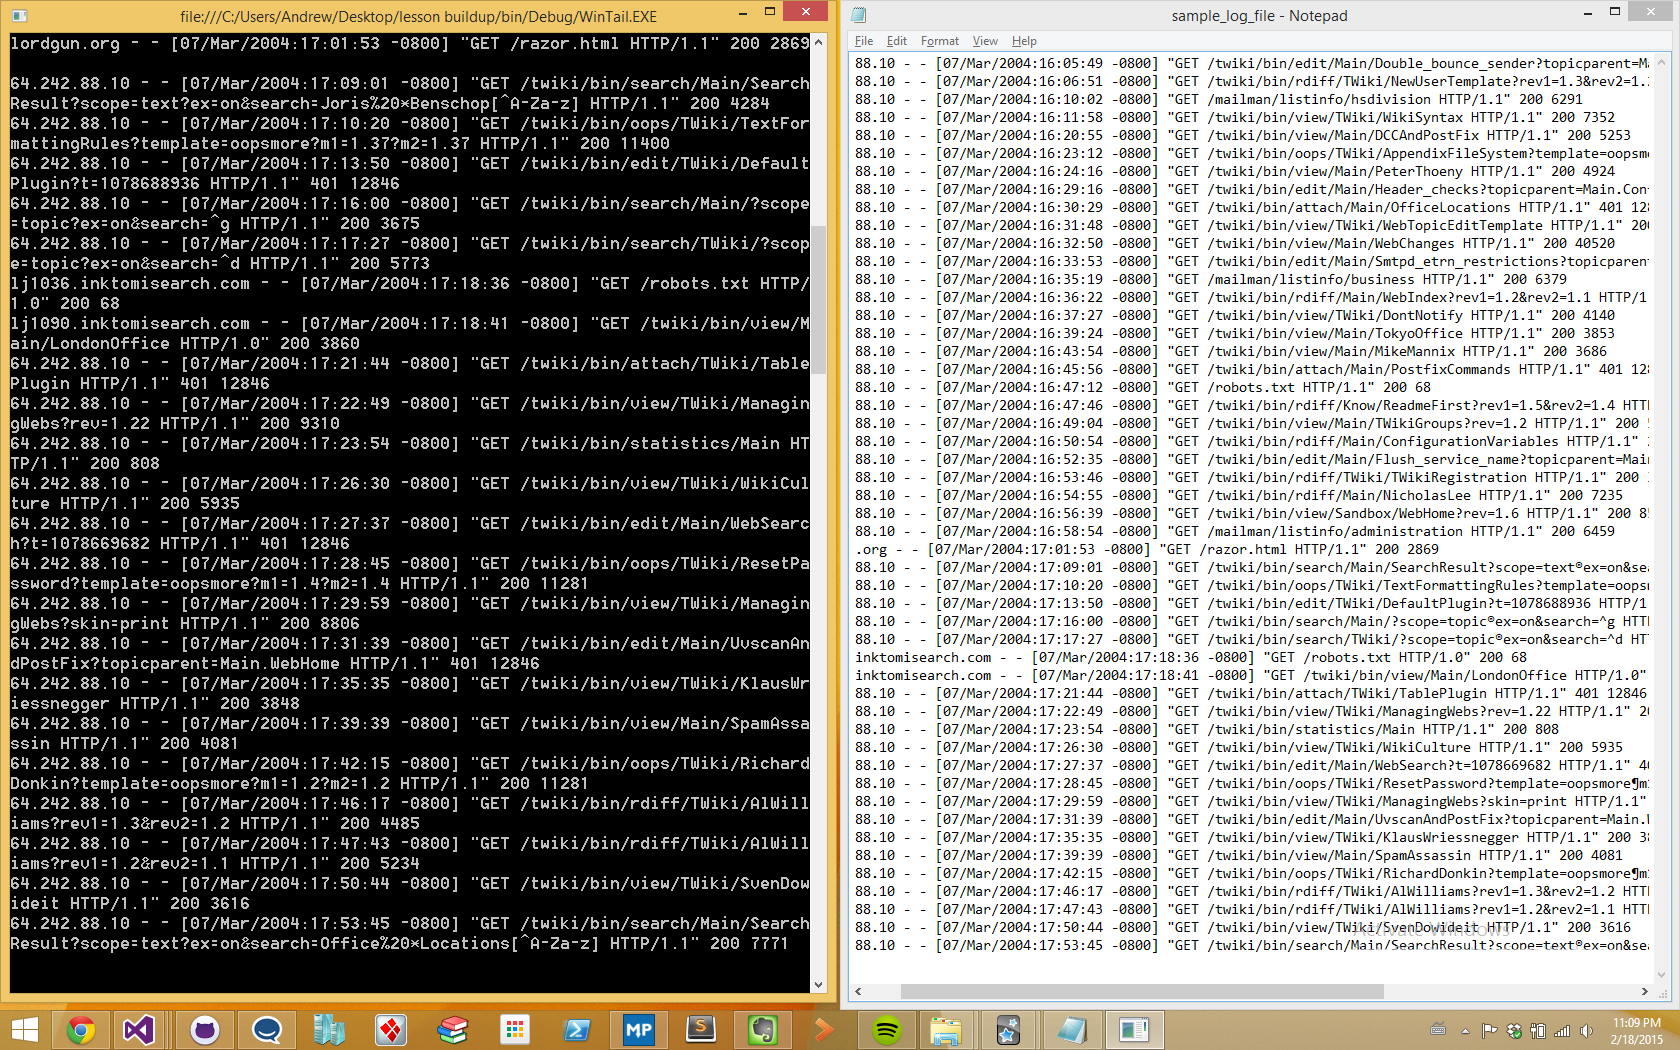 file:///C:/Users/Andrew/Desktop/lesson buildup/bin/Debug/WinTail.EXE
lordgun.org - - [07/Mar/2004:17:01:53 -0800] "GET /razor.html HTTP/1.1" 200 2869
64.242.88.10 - - [07/Mar/2004:17:09:01 -0800] "GET /twiki/bin/search/Main/Search
Result?scope=text?ex=on&search=Joris%20*Benschop[^A-Za-z] HTTP/1.1" 200 4284
64.242.88.10 - - [07/Mar/2004:17:10:20 -0800] "GET /twiki/bin/oops/TWiki/TextFor
mattingRules?template=oopsmore?m1=1.37?m2=1.37 HTTP/1.1" 200 11400
64.242.88.10 - - [07/Mar/2004:17:13:50 -0800] "GET /twiki/bin/edit/TWiki/Default
Plugin?t=1078688936 HTTP/1.1" 401 12846
64.242.88.10 - - [07/Mar/2004:17:16:00 -0800] "GET /twiki/bin/search/Main/?scope
=topic?ex=on&search=^g HTTP/1.1" 200 3675
64.242.88.10 - - [07/Mar/2004:17:17:27 -0800] "GET /twiki/bin/search/TWiki/?scop
e=topic?ex=on&search=^d HTTP/1.1" 200 5773
lj1036.inktomisearch.com - - [07/Mar/2004:17:18:36 -0800] "GET /robots.txt HTTP/
1.0" 200 68
lj1090.inktomisearch.com - - [07/Mar/2004:17:18:41 -0800] "GET /twiki/bin/view/M
ain/LondonOffice HTTP/1.0" 200 3860
64.242.88.10 - - [07/Mar/2004:17:21:44 -0800] "GET /twiki/bin/attach/TWiki/Table
Plugin HTTP/1.1" 401 12846
64.242.88.10 - - [07/Mar/2004:17:22:49 -0800] "GET /twiki/bin/view/TWiki/Managin
gWebs?rev=1.22 HTTP/1.1" 200 9310
64.242.88.10 - - [07/Mar/2004:17:23:54 -0800] "GET /twiki/bin/statistics/Main HT
TP/1.1" 200 808
64.242.88.10 - - [07/Mar/2004:17:26:30 -0800] "GET /twiki/bin/view/TWiki/WikiCul
ture HTTP/1.1" 200 5935
64.242.88.10 - - [07/Mar/2004:17:27:37 -0800] "GET /twiki/bin/edit/Main/WebSearc
h?t=1078669682 HTTP/1.1" 401 12846
64.242.88.10 - - [07/Mar/2004:17:28:45 -0800] "GET /twiki/bin/oops/TWiki/ResetPa
ssword?template=oopsmore?m1=1.4?m2=1.4 HTTP/1.1" 200 11281
64.242.88.10 - - [07/Mar/2004:17:29:59 -0800] "GET /twiki/bin/view/TWiki/Managin
gWebs?skin=print HTTP/1.1" 200 8806
64.242.88.10 - - [07/Mar/2004:17:31:39 -0800] "GET /twiki/bin/edit/Main/UvscanAn
dPostFix?topicparent=Main.WebHome HTTP/1.1" 401 12846
64.242.88.10 - - [07/Mar/2004:17:35:35 -0800] "GET /twiki/bin/view/TWiki/KlausWr
iessnegger HTTP/1.1" 200 3848
64.242.88.10 - - [07/Mar/2004:17:39:39 -0800] "GET /twiki/bin/view/Main/SpamAssa
ssin HTTP/1.1" 200 4081
64.242.88.10 - - [07/Mar/2004:17:42:15 -0800] "GET /twiki/bin/oops/TWiki/Richard
Donkin?template=oopsmore?m1=1.2?m2=1.2 HTTP/1.1" 200 11281
64.242.88.10 - - [07/Mar/2004:17:46:17 -0800] "GET /twiki/bin/rdiff/TWiki/AlWill
iams?rev1=1.3&rev2=1.2 HTTP/1.1" 200 4485
64.242.88.10 - - [07/Mar/2004:17:47:43 -0800] "GET /twiki/bin/rdiff/TWiki/AlWill
iams?rev1=1.2&rev2=1.1 HTTP/1.1" 200 5234
64.242.88.10 - - [07/Mar/2004:17:50:44 -0800] "GET /twiki/bin/view/TWiki/SvenDow
ideit HTTP/1.1" 200 3616
64.242.88.10 - - [07/Mar/2004:17:53:45 -0800] "GET /twiki/bin/search/Main/Search
Result?scope=text?ex=on&search=Office%20*Locations[^A-Za-z] HTTP/1.1" 200 7771
sample_log_file - Notepad
File Edit Format View Help
88.10 - - [07/Mar/2004:16:05:49 -0800] "GET /twiki/bin/edit/Main/Double_bounce_sender?topicparent=Ma
88.10 - - [07/Mar/2004:16:06:51 -0800] "GET /twiki/bin/rdiff/TWiki/NewUserTemplate?rev1=1.3&rev2=1.2
88.10 - - [07/Mar/2004:16:10:02 -0800] "GET /mailman/listinfo/hsdivision HTTP/1.1" 200 6291
88.10 - - [07/Mar/2004:16:11:58 -0800] "GET /twiki/bin/view/TWiki/WikiSyntax HTTP/1.1" 200 7352
88.10 - - [07/Mar/2004:16:20:55 -0800] "GET /twiki/bin/view/Main/DCCAndPostFix HTTP/1.1" 200 5253
88.10 - - [07/Mar/2004:16:23:12 -0800] "GET /twiki/bin/oops/TWiki/AppendixFileSystem?template=oopsmo
88.10 - - [07/Mar/2004:16:24:16 -0800] "GET /twiki/bin/view/Main/PeterThoeny HTTP/1.1" 200 4924
88.10 - - [07/Mar/2004:16:29:16 -0800] "GET /twiki/bin/edit/Main/Header_checks?topicparent=Main.Con
88.10 - - [07/Mar/2004:16:30:29 -0800] "GET /twiki/bin/attach/Main/OfficeLocations HTTP/1.1" 401 128
88.10 - - [07/Mar/2004:16:31:48 -0800] "GET /twiki/bin/view/TWiki/WebTopicEditTemplate HTTP/1.1" 200
88.10 - - [07/Mar/2004:16:32:50 -0800] "GET /twiki/bin/view/Main/WebChanges HTTP/1.1" 200 40520
88.10 - - [07/Mar/2004:16:33:53 -0800] "GET /twiki/bin/edit/Main/Smtpd_etrn_restrictions?topicparent
88.10 - - [07/Mar/2004:16:35:19 -0800] "GET /mailman/listinfo/business HTTP/1.1" 200 6379
88.10 - - [07/Mar/2004:16:36:22 -0800] "GET /twiki/bin/rdiff/Main/WebIndex?rev1=1.2&rev2=1.1 HTTP/1
88.10 - - [07/Mar/2004:16:37:27 -0800] "GET /twiki/bin/view/TWiki/DontNotify HTTP/1.1" 200 4140
88.10 - - [07/Mar/2004:16:39:24 -0800] "GET /twiki/bin/view/Main/TokyoOffice HTTP/1.1" 200 3853
88.10 - - [07/Mar/2004:16:43:54 -0800] "GET /twiki/bin/view/Main/MikeMannix HTTP/1.1" 200 3686
88.10 - - [07/Mar/2004:16:45:56 -0800] "GET /twiki/bin/attach/Main/PostfixCommands HTTP/1.1" 401 128
88.10 - - [07/Mar/2004:16:47:12 -0800] "GET /robots.txt HTTP/1.1" 200 68
88.10 - - [07/Mar/2004:16:47:46 -0800] "GET /twiki/bin/rdiff/Know/ReadmeFirst?rev1=1.5&rev2=1.4 HTTP
88.10 - - [07/Mar/2004:16:49:04 -0800] "GET /twiki/bin/view/Main/TWikiGroups?rev=1.2 HTTP/1.1" 200
88.10 - - [07/Mar/2004:16:50:54 -0800] "GET /twiki/bin/rdiff/Main/ConfigurationVariables HTTP/1.1"
88.10 - - [07/Mar/2004:16:52:35 -0800] "GET /twiki/bin/edit/Main/Flush_service_name?topicparent=Main
88.10 - - [07/Mar/2004:16:53:46 -0800] "GET /twiki/bin/rdiff/TWiki/TWikiRegistration HTTP/1.1" 200
88.10 - - [07/Mar/2004:16:54:55 -0800] "GET /twiki/bin/rdiff/Main/NicholasLee HTTP/1.1" 200 7235
88.10 - - [07/Mar/2004:16:56:39 -0800] "GET /twiki/bin/view/Sandbox/WebHome?rev=1.6 HTTP/1.1" 200 85
88.10 - - [07/Mar/2004:16:58:54 -0800] "GET /mailman/listinfo/administration HTTP/1.1" 200 6459
.org - - [07/Mar/2004:17:01:53 -0800] "GET /razor.html HTTP/1.1" 200 2869
88.10 - - [07/Mar/2004:17:09:01 -0800] "GET /twiki/bin/search/Main/SearchResult?scope=text®ex=on&sea
88.10 - - [07/Mar/2004:17:10:20 -0800] "GET /twiki/bin/oops/TWiki/TextFormattingRules?template=oopsm
88.10 - - [07/Mar/2004:17:13:50 -0800] "GET /twiki/bin/edit/TWiki/DefaultPlugin?t=1078688936 HTTP/1
88.10 - - [07/Mar/2004:17:16:00 -0800] "GET /twiki/bin/search/Main/?scope=topic®ex=on&search=^g HTTP
88.10 - - [07/Mar/2004:17:17:27 -0800] "GET /twiki/bin/search/TWiki/?scope=topic®ex=on&search=^d HTT
inktomisearch.com - - [07/Mar/2004:17:18:36 -0800] "GET /robots.txt HTTP/1.0" 200 68
inktomisearch.com - - [07/Mar/2004:17:18:41 -0800] "GET /twiki/bin/view/Main/LondonOffice HTTP/1.0"
88.10 - - [07/Mar/2004:17:21:44 -0800] "GET /twiki/bin/attach/TWiki/TablePlugin HTTP/1.1" 401 12846
88.10 - - [07/Mar/2004:17:22:49 -0800] "GET /twiki/bin/view/TWiki/ManagingWebs?rev=1.22 HTTP/1.1" 20
88.10 - - [07/Mar/2004:17:23:54 -0800] "GET /twiki/bin/statistics/Main HTTP/1.1" 200 808
88.10 - - [07/Mar/2004:17:26:30 -0800] "GET /twiki/bin/view/TWiki/WikiCulture HTTP/1.1" 200 5935
88.10 - - [07/Mar/2004:17:27:37 -0800] "GET /twiki/bin/edit/Main/WebSearch?t=1078669682 HTTP/1.1" 40
88.10 - - [07/Mar/2004:17:28:45 -0800] "GET /twiki/bin/oops/TWiki/ResetPassword?template=oopsmore¶m
88.10 - - [07/Mar/2004:17:29:59 -0800] "GET /twiki/bin/view/TWiki/ManagingWebs?skin=print HTTP/1.1"
88.10 - - [07/Mar/2004:17:31:39 -0800] "GET /twiki/bin/edit/Main/UvscanAndPostFix?topicparent=Main.W
88.10 - - [07/Mar/2004:17:35:35 -0800] "GET /twiki/bin/view/TWiki/KlausWriessnegger HTTP/1.1" 200 38
88.10 - - [07/Mar/2004:17:39:39 -0800] "GET /twiki/bin/view/Main/SpamAssassin HTTP/1.1" 200 4081
88.10 - - [07/Mar/2004:17:42:15 -0800] "GET /twiki/bin/oops/TWiki/RichardDonkin?template=oopsmore¶m
88.10 - - [07/Mar/2004:17:46:17 -0800] "GET /twiki/bin/rdiff/TWiki/AlWilliams?rev1=1.3&rev2=1.2 HTTP
88.10 - - [07/Mar/2004:17:47:43 -0800] "GET /twiki/bin/rdiff/TWiki/AlWilliams?rev1=1.2&rev2=1.1 HTTP
88.10 - - [07/Mar/2004:17:50:44 -0800] "GET /twiki/bin/view/TWiki/SvenDowideit HTTP/1.1" 200 3616
Activate Windows
88.10 - - [07/Mar/2004:17:53:45 -0800] "GET /twiki/bin/search/Main/SearchResult?scope=text®ex=on&sea
MP
S
11:09 PM
2/18/2015